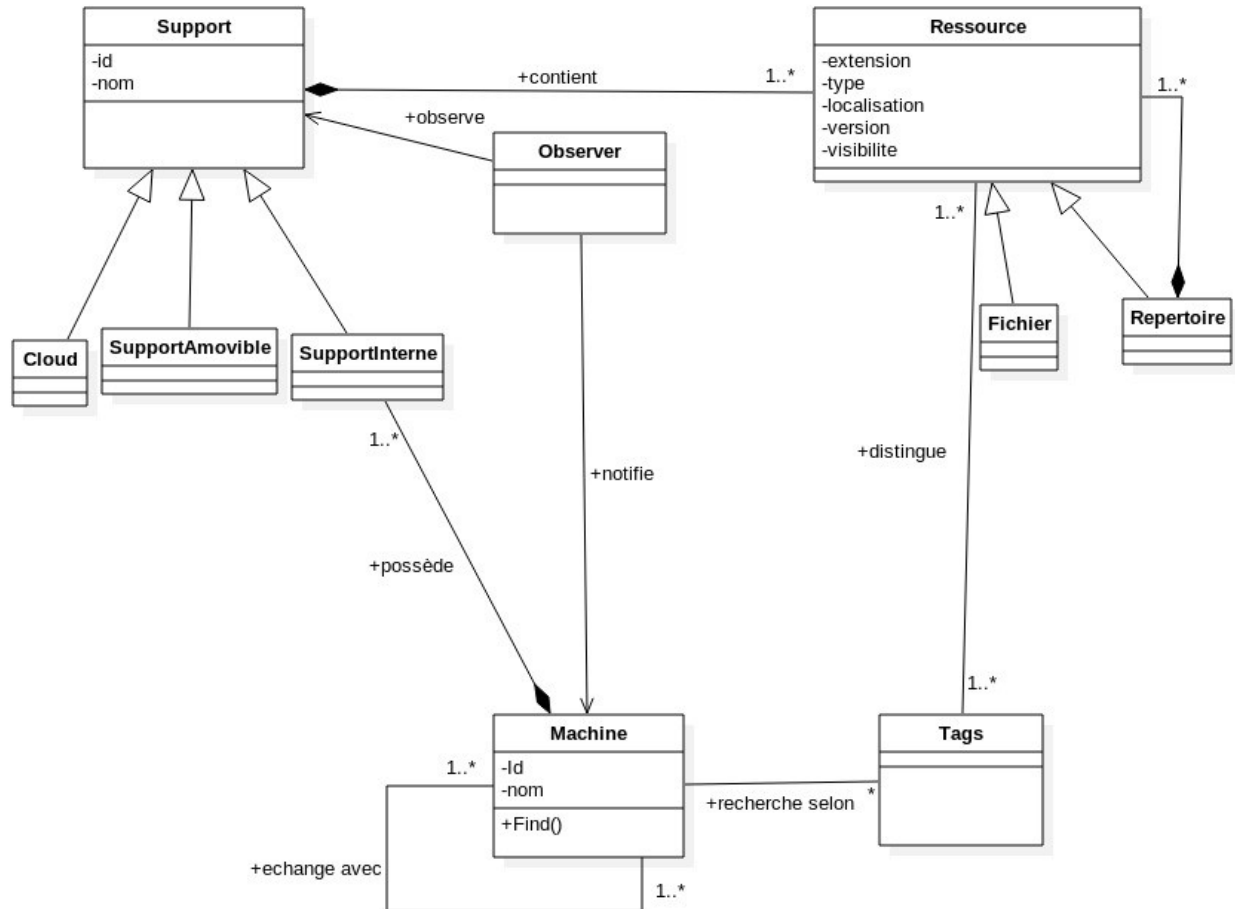 Support
-id
-nom
+contient
1..*
Ressource
-extension
-type
-localisation
-version
-visibilite
1..*
+observe
Observer
1..*
Cloud
SupportAmovible
SupportInterne
Fichier
Repertoire
1..*
+distingue
+notifie
+possède
1..*
Machine
-Id
-nom
+Find()
Tags
1..*
+recherche selon
*
+echange avec
1..*